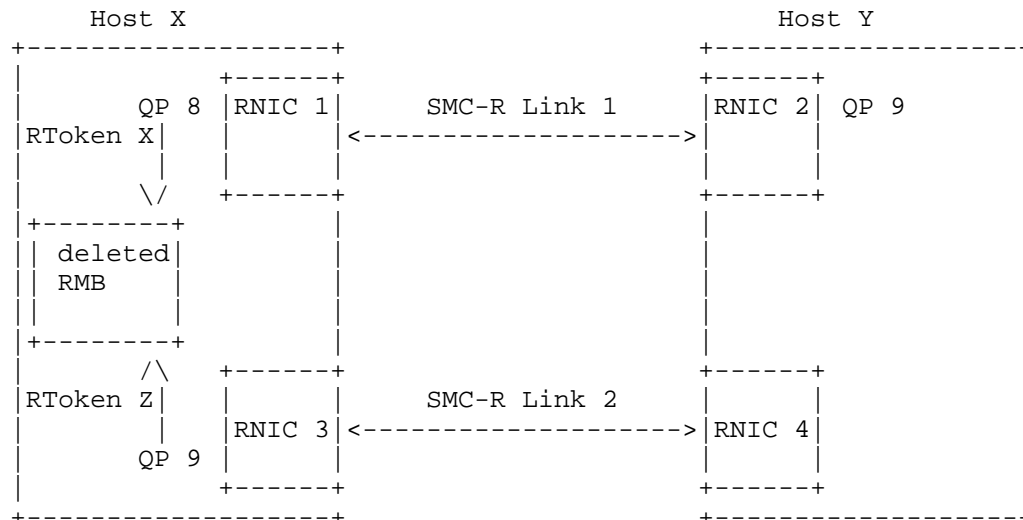 Host X Host Y
QP 8 RNIC 1 SMC-R Link 1 RNIC 2 QP 9
RToken X
deleted
RMB
RToken Z SMC-R Link 2
RNIC 3 RNIC 4
QP 9